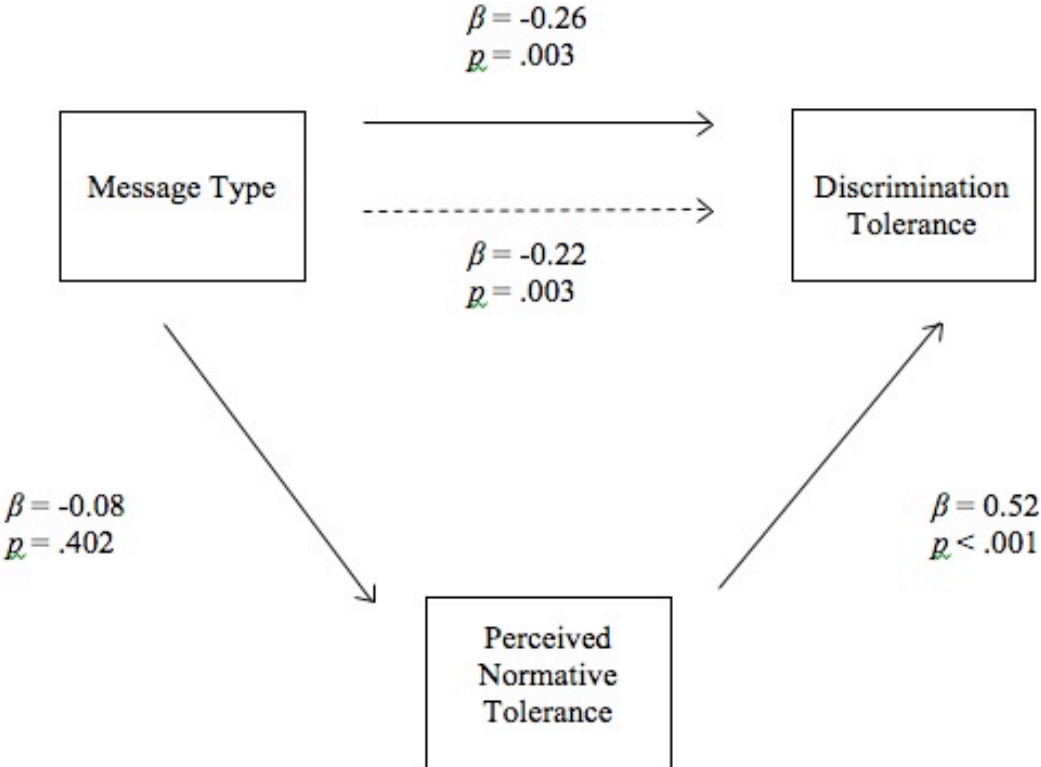 β = -0.26
p = .003
Message Type
Discrimination
Tolerance
β = -0.22
p = .003
β = -0.08
p = .402
β = 0.52
p < .001
Perceived
Normative
Tolerance